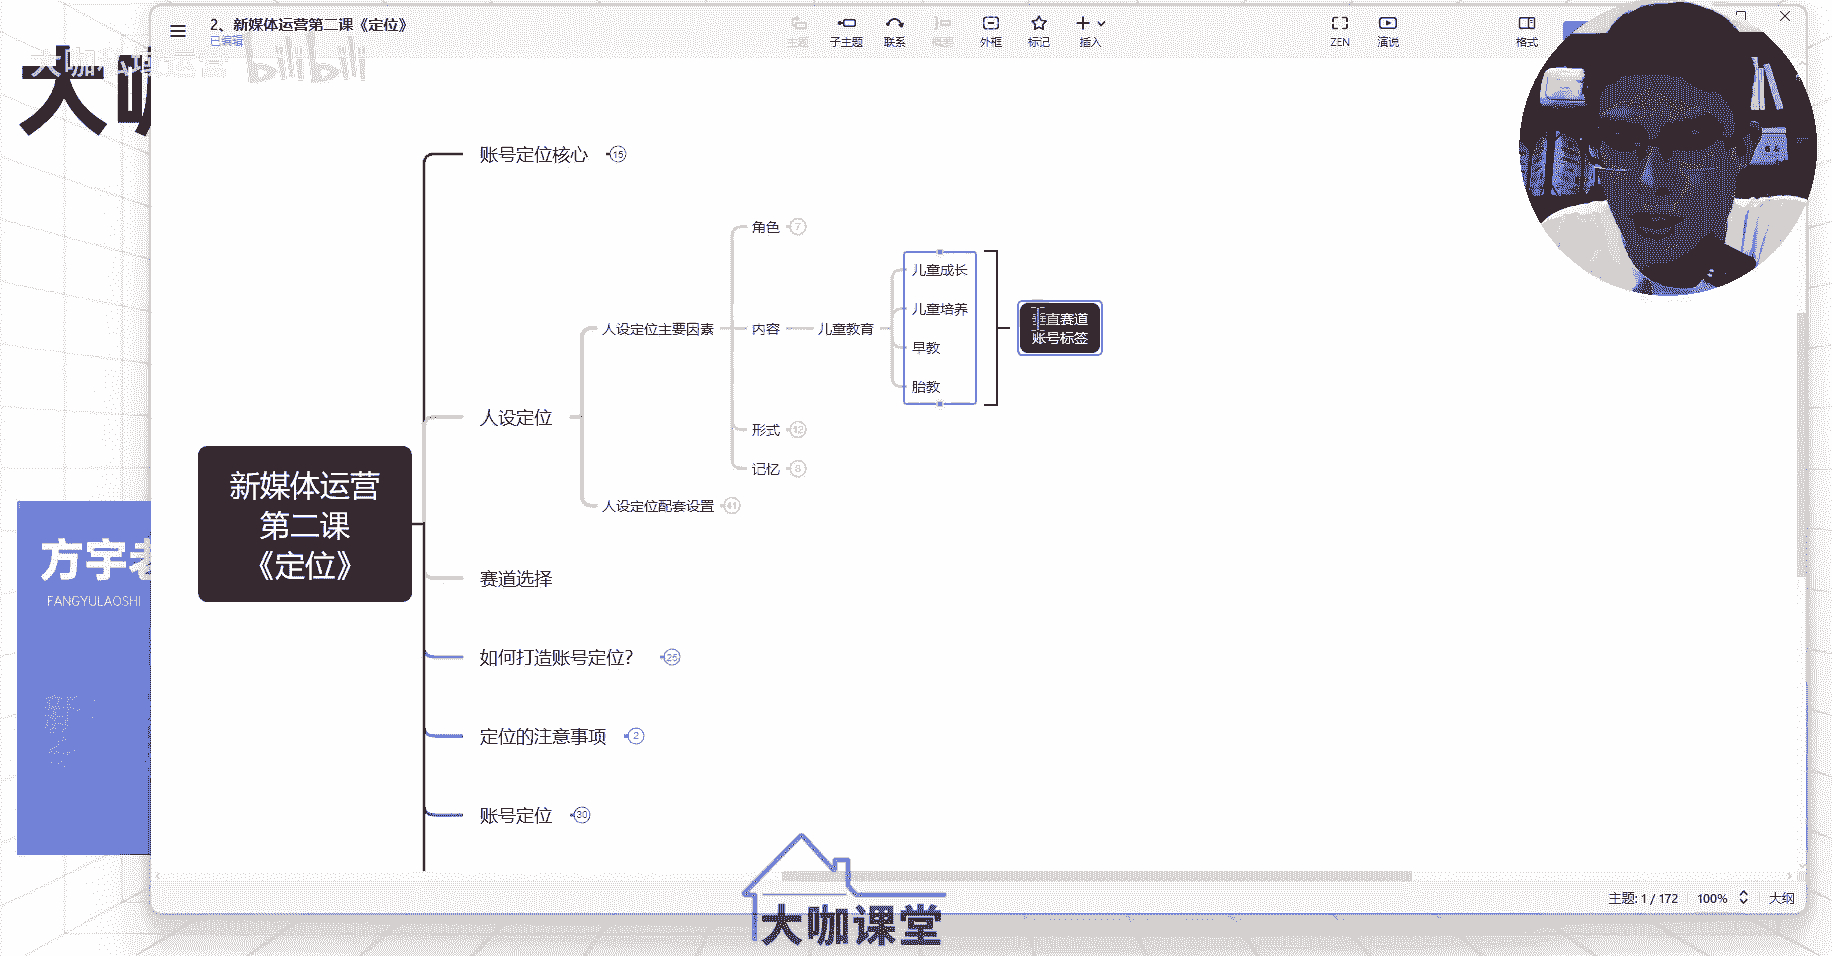 2、新媒体运营第二课《定位》
已编辑
主题
子主题
联系
概要
外框
标记
插入
ZEN
演说
格式
大咖私域运营
bilibili
大咖
账号定位核心
15
角色
7
儿童成长
儿童培养
早教
胎教
垂直赛道
账号标签
人设定位主要因素
内容
儿童教育
人设定位
形式
12
记忆
8
人设定位配套设置
41
新媒体运营
第二课
《定位》
赛道选择
方宇老
FANGYULAOSHI
如何打造账号定位？
25
定位的注意事项
2
账号定位
30
主题: 1 / 172
100%
大纲
大咖课堂